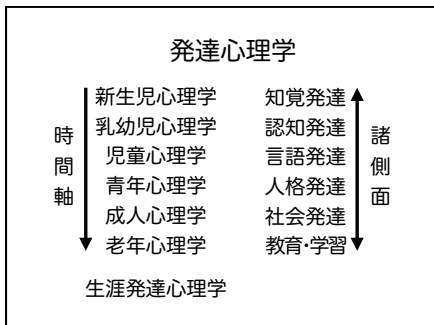 発達心理学
新生児心理学 知覚発達
乳幼児心理学 認知発達
児童心理学 言語発達
青年心理学 人格発達
成人心理学 社会発達
老年心理学 教育・学習
時間軸
諸側面
生涯発達心理学